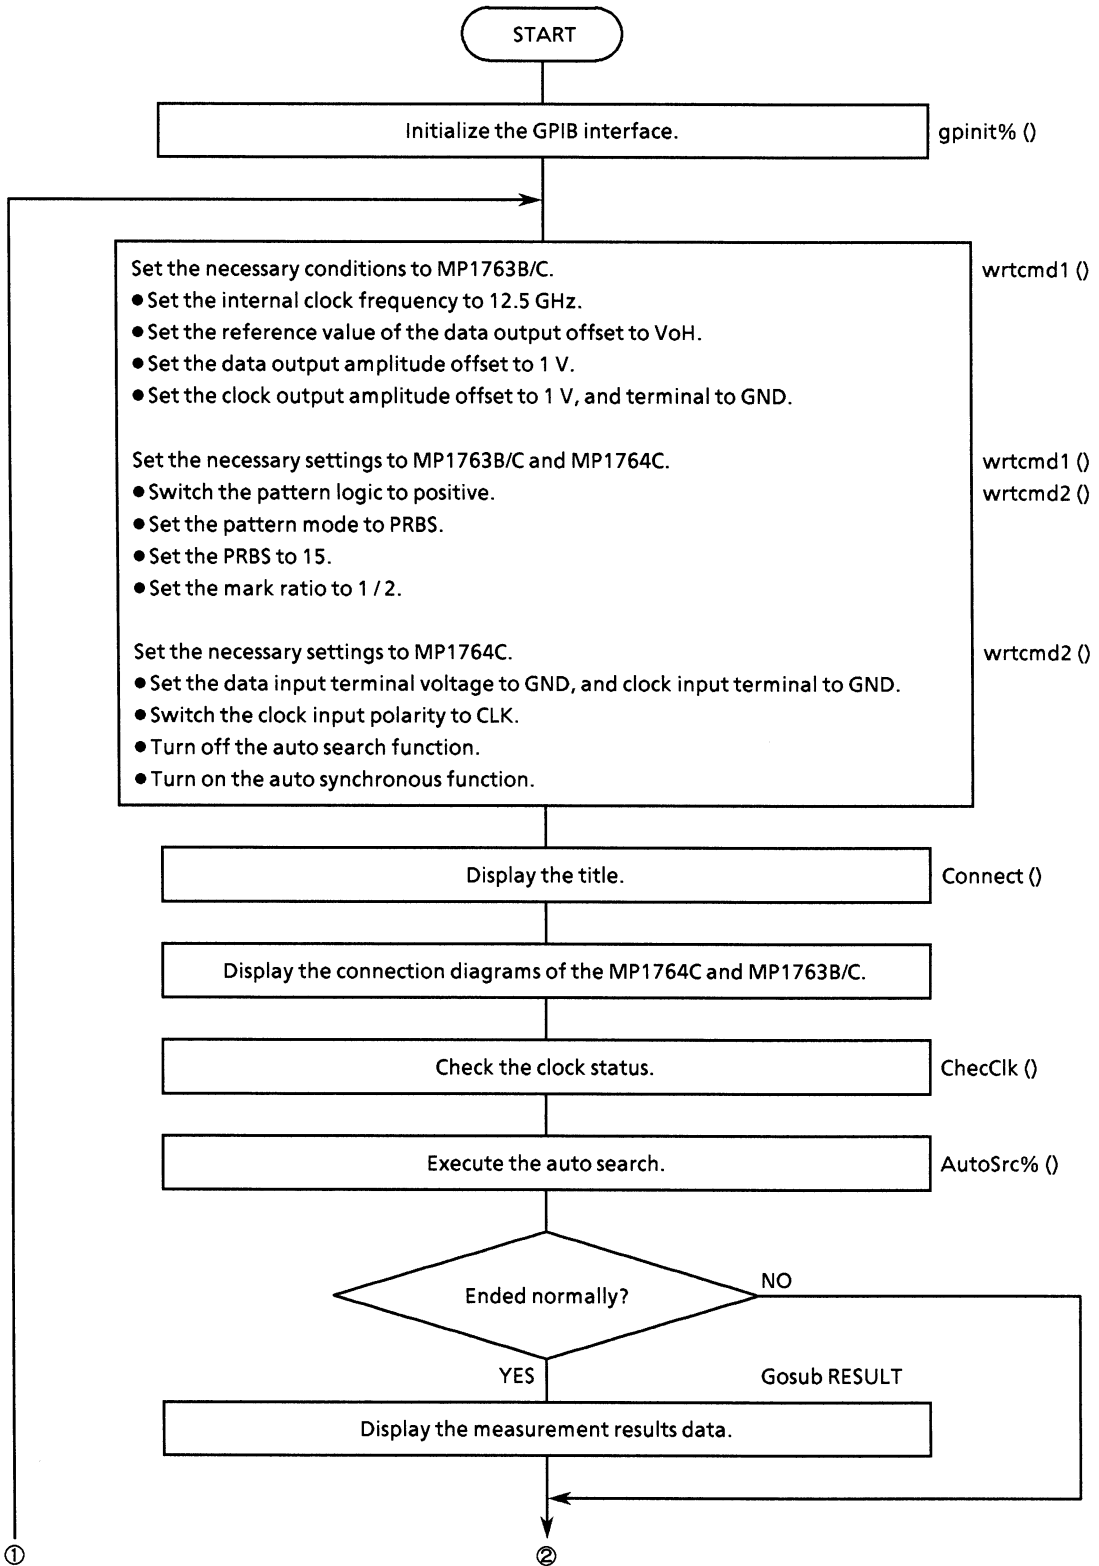 START
Initialize the GPIB interface. gpinit% ()
Set the necessary conditions to MP1763B/C. wrtcmd1 ()
●Set the internal clock frequency to 12.5 GHz.
●Set the reference value of the data output offset to VoH.
●Set the data output amplitude offset to 1 V.
●Set the clock output amplitude offset to 1 V, and terminal to GND.
Set the necessary settings to MP1763B/C and MP1764C. wrtcmd1 ()
●Switch the pattern logic to positive. wrtcmd2 ()
●Set the pattern mode to PRBS.
●Set the PRBS to 15.
●Set the mark ratio to 1 / 2.
Set the necessary settings to MP1764C. wrtcmd2 ()
●Set the data input terminal voltage to GND, and clock input terminal to GND.
●Switch the clock input polarity to CLK.
●Turn off the auto search function.
●Turn on the auto synchronous function.
Display the title. Connect ()
Display the connection diagrams of the MP1764C and MP1763B/C.
Check the clock status. ChecClk ()
Execute the auto search. AutoSrc% ()
Ended normally? NO
YES Gosub RESULT
Display the measurement results data.
① ②